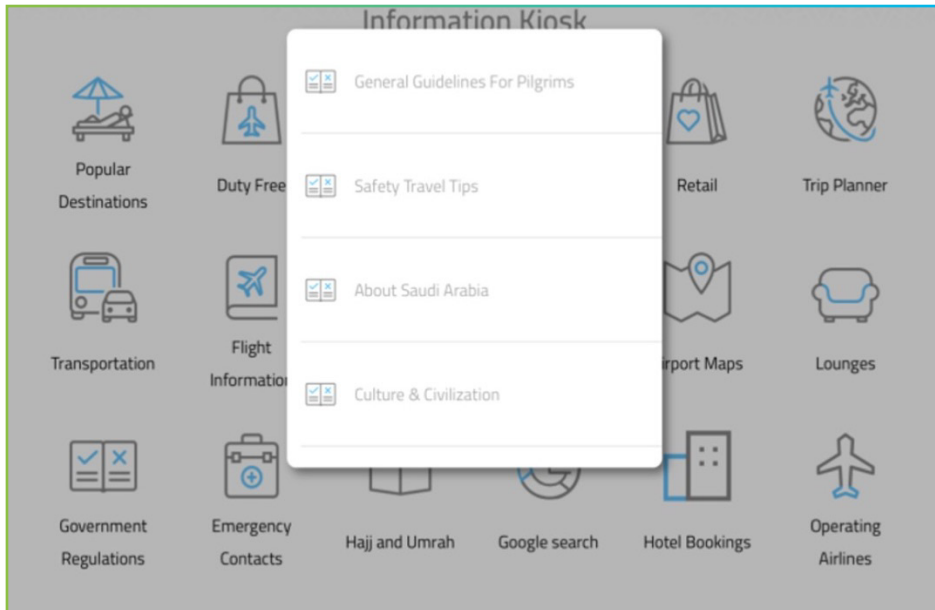 Information Kiosk
General Guidelines For Pilgrims
Safety Travel Tips
About Saudi Arabia
Culture & Civilization
Popular
Destinations
Duty Free
Retail
Trip Planner
Transportation
Flight
Information
irport Maps
Lounges
Government
Regulations
Emergency
Contacts
Hajj and Umrah
Google search
Hotel Bookings
Operating
Airlines